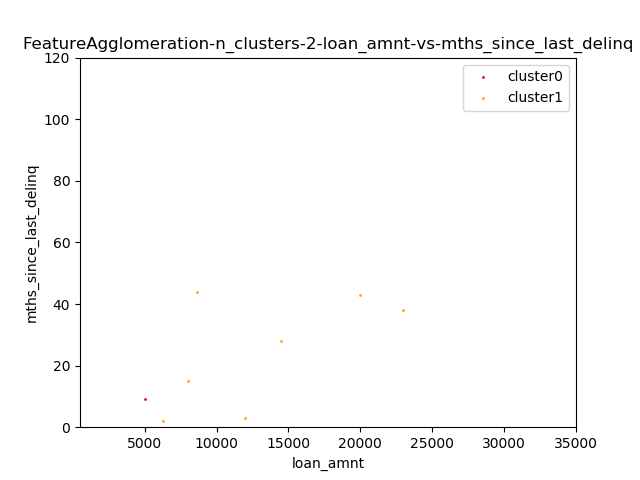 FeatureAgglomeration-n_clusters-2-loan_amnt-vs-mths_since_last_delinq
cluster0
cluster1
120
100
80
60
40
20
0
mths_since_last_delinq
5000 10000 15000 20000 25000 30000 35000
loan_amnt